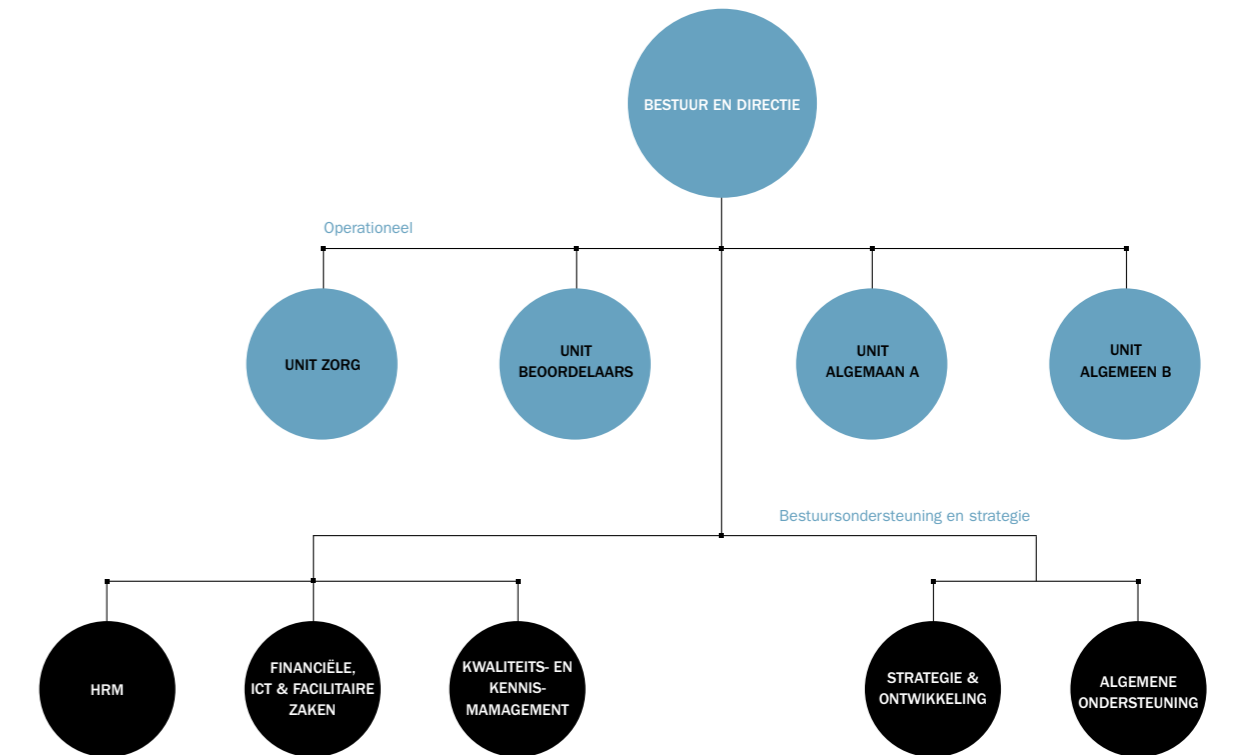 BESTUUR EN DIRECTIE
Operationeel
UNIT ZORG
UNIT
BEOORDELAARS
UNIT
ALGEMAAN A
UNIT
ALGEMEEN B
Bestuursondersteuning en strategie
HRM
FINANCIËLE,
ICT & FACILITAIRE
ZAKEN
KWALITEITS- EN
KENNIS-
MAMAGEMENT
STRATEGIE &
ONTWIKKELING
ALGEMENE
ONDERSTEUNING